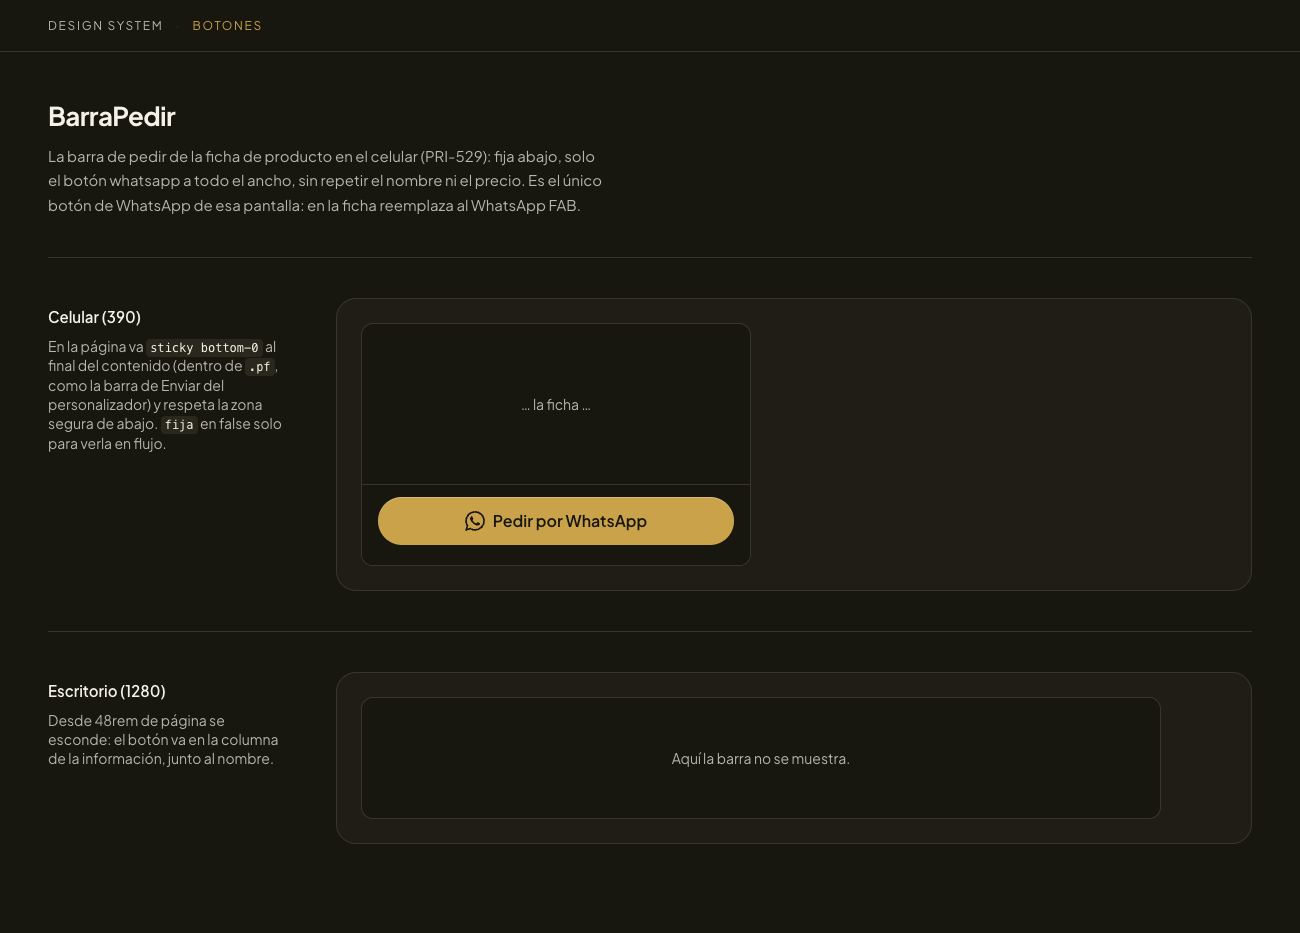 DESIGN SYSTEM · BOTONES
BarraPedir
La barra de pedir de la ficha de producto en el celular (PRI-529): fija abajo, solo
el botón whatsapp a todo el ancho, sin repetir el nombre ni el precio. Es el único
botón de WhatsApp de esa pantalla: en la ficha reemplaza al WhatsApp FAB.
Celular (390)
En la página va sticky bottom-0 al
final del contenido (dentro de .pf,
como la barra de Enviar del
personalizador) y respeta la zona
segura de abajo. fija en false solo
para verla en flujo.
… la ficha …
Pedir por WhatsApp
Escritorio (1280)
Desde 48rem de página se
esconde: el botón va en la columna
de la información, junto al nombre.
Aquí la barra no se muestra.